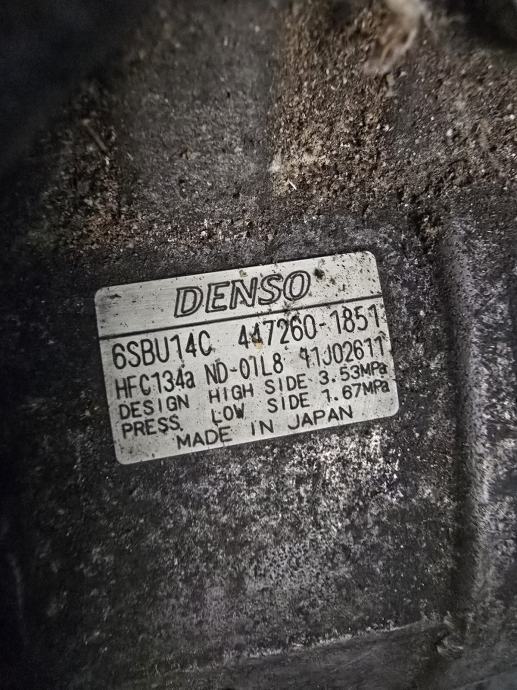 DENSO
6SBU14C 447260-1851
HFC134a ND-OIL8 11J02611
DESIGN HIGH SIDE 3.53MPa
PRESS. LOW SIDE 1.67MPa
MADE IN JAPAN